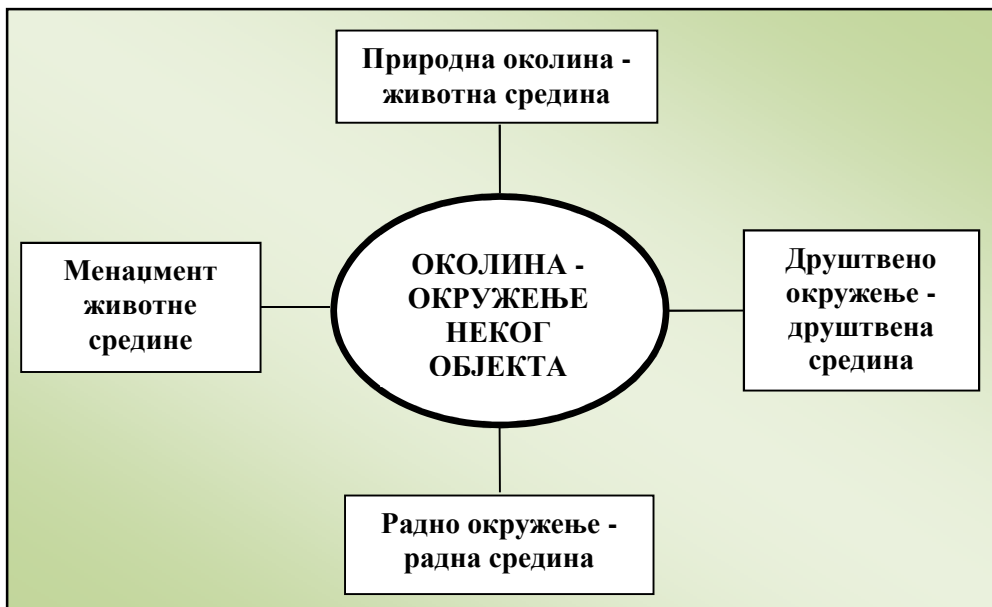 Природна околина -
животна средина
Менаџмент
животне
средине
ОКОЛИНА -
ОКРУЖЕЊЕ
НЕКОГ
ОБЈЕКТА
Друштвено
окружење -
друштвена
средина
Радно окружење -
радна средина